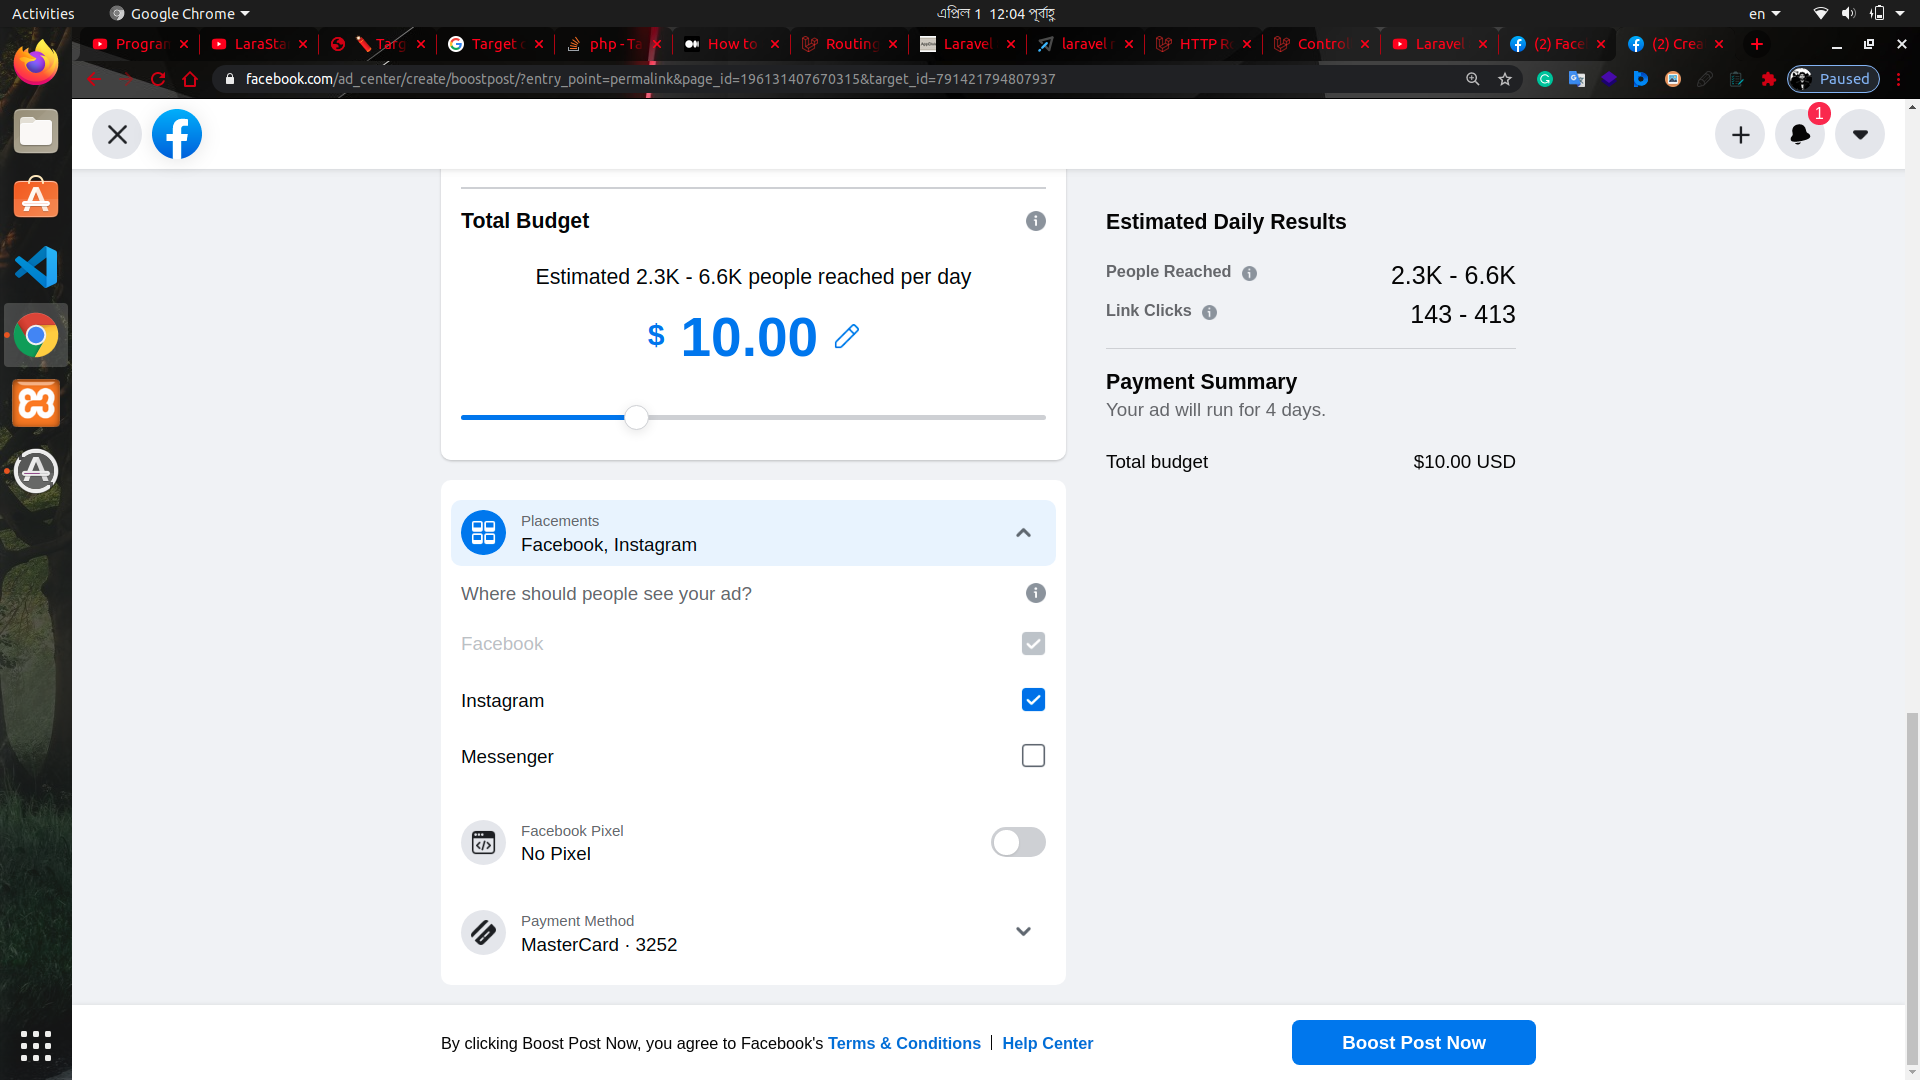 Activities
Google Chrome
এপ্রিল 1 12:04 পূর্বাহ্ণ
en
Program
LaraSta
Targ
Target o
php - Ta
How to
Routing
Laravel
laravel r
HTTP Re
Control
Laravel
(2) Face
(2) Crea
facebook.com/ad_center/create/boostpost/?entry_point=permalink&page_id=196131407670315&target_id=791421794807937
Paused
1
Total Budget
Estimated 2.3K - 6.6K people reached per day
$ 10.00
Placements
Facebook, Instagram
Where should people see your ad?
Facebook
Instagram
Messenger
Facebook Pixel
No Pixel
Payment Method
MasterCard · 3252
Estimated Daily Results
People Reached 2.3K - 6.6K
Link Clicks 143 - 413
Payment Summary
Your ad will run for 4 days.
Total budget $10.00 USD
By clicking Boost Post Now, you agree to Facebook's Terms & Conditions | Help Center
Boost Post Now